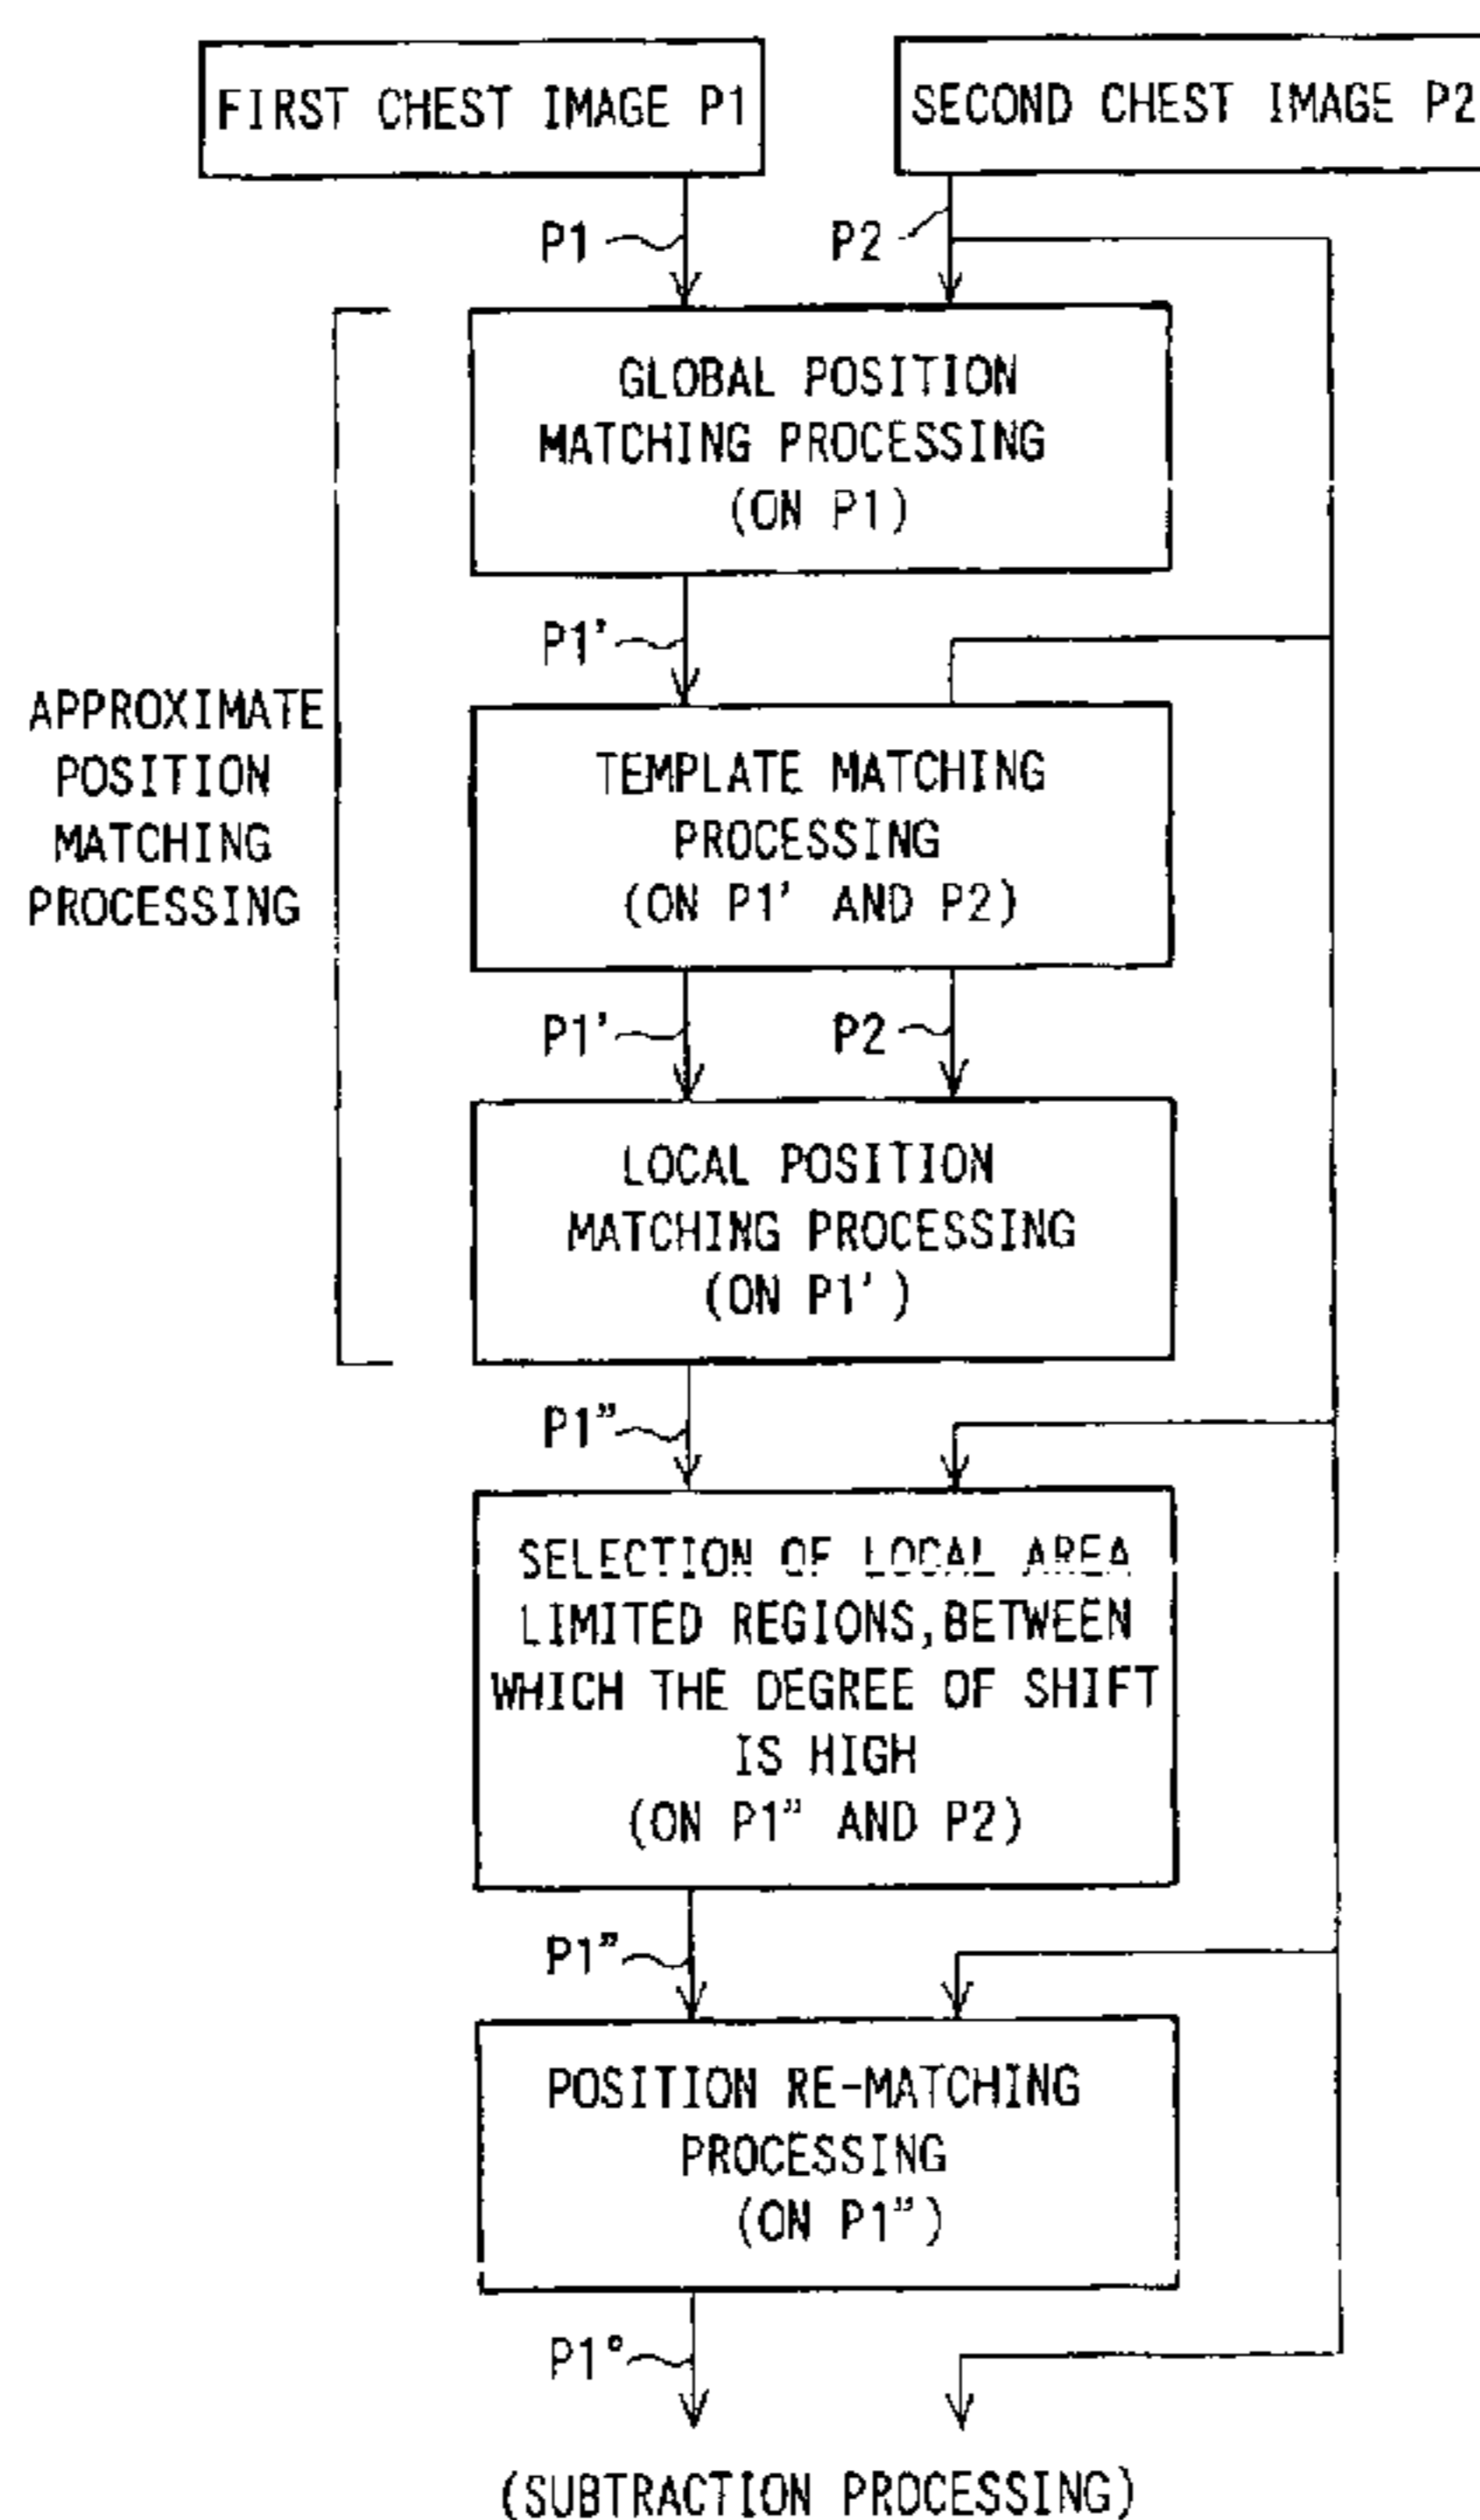 FIRST CHEST IMAGE P1
SECOND CHEST IMAGE P2
P1
P2
GLOBAL POSITION
MATCHING PROCESSING
(ON P1)
P1'
APPROXIMATE
POSITION
MATCHING
PROCESSING
TEMPLATE MATCHING
PROCESSING
(ON P1' AND P2)
P1'
P2
LOCAL POSITION
MATCHING PROCESSING
(ON P1')
P1"
SELECTION OF LOCAL AREA
LIMITED REGIONS, BETWEEN
WHICH THE DEGREE OF SHIFT
IS HIGH
(ON P1" AND P2)
P1"
POSITION RE-MATCHING
PROCESSING
(ON P1")
P1°
(SUBTRACTION PROCESSING)